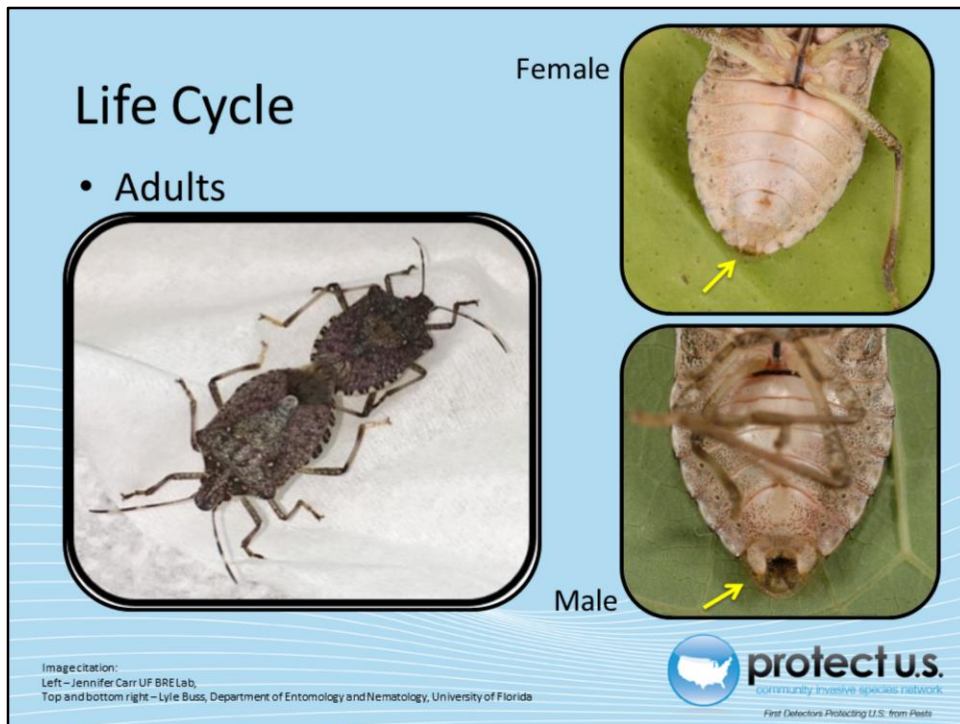 Life Cycle
• Adults
Female
Male
Image citation:
Left – Jennifer Carr UF BRE Lab,
Top and bottom right – Lyle Buss, Department of Entomology and Nematology, University of Florida
protect u.s.
community invasive species network
First Detectors Protecting U.S. from Pests